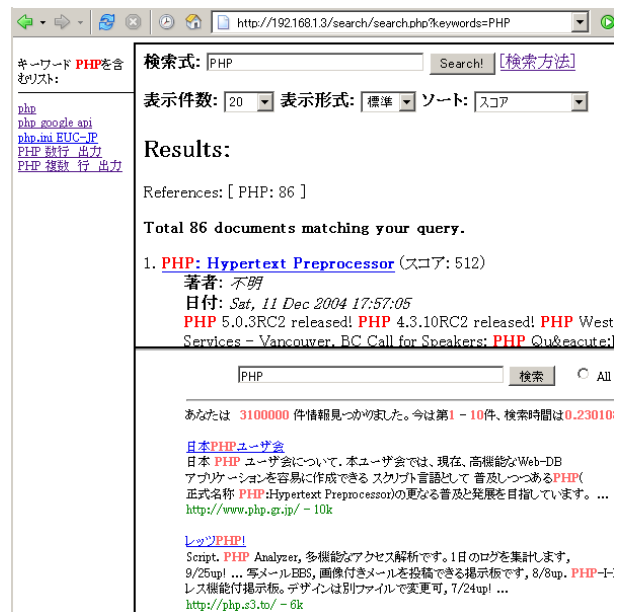 http://192.168.1.3/search/search.php?keywords=PHP
キーワード PHPを含
むリスト:
php
php google api
php.ini EUC-JP
PHP 数行 出力
PHP 複数 行 出力
検索式: PHP Search! [検索方法]
表示件数: 20 表示形式: 標準 ソート: スコア
Results:
References: [ PHP: 86 ]
Total 86 documents matching your query.
1. PHP: Hypertext Preprocessor (スコア: 512)
著者: 不明
日付: Sat, 11 Dec 2004 17:57:05
PHP 5.0.3RC2 released! PHP 4.3.10RC2 released! PHP West
Services - Vancouver, BC Call for Speakers: PHP Qu&eacute;
PHP 検索 All
あなたは 3100000 件情報見つかりました。今は第1 - 10件、検索時間は0.23010
日本PHPユーザ会
日本 PHP ユーザ会について. 本ユーザ会では、現在、高機能なWeb-DB
アプリケーションを容易に作成できる スクリプト言語として 普及しつつあるPHP(
正式名称 PHP:Hypertext Preprocessor)の更なる普及と発展を目指しています。 ...
http://www.php.gr.jp/ - 10k
レッツPHP!
Script. PHP Analyzer, 多機能なアクセス解析です。1日のログを集計します,
9/25up! ... 写メールBBS, 画像付きメールを投稿できる掲示板です, 8/8up. PHP-I-
レス機能付掲示板。デザインは別ファイルで変更可, 7/24up! ...
http://php.s3.to/ - 6k